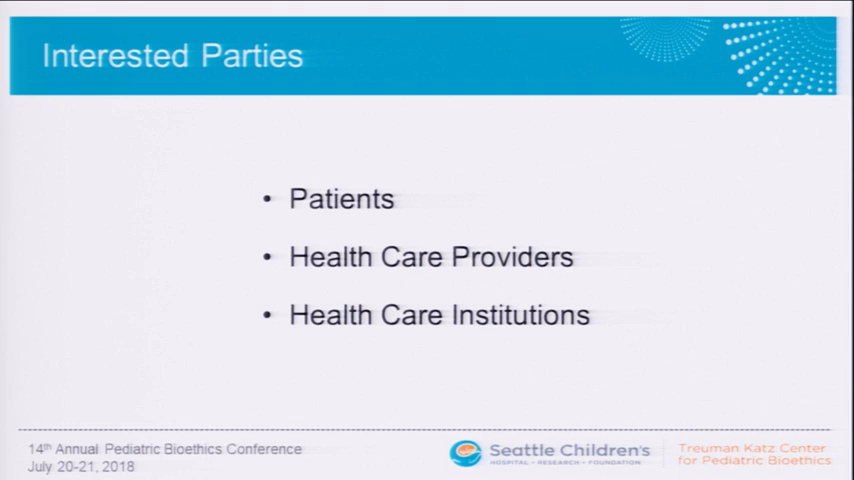 Interested Parties
• Patients
• Health Care Providers
• Health Care Institutions
14th Annual Pediatric Bioethics Conference
July 20-21, 2018
Seattle Children's
HOSPITAL • RESEARCH • FOUNDATION
Treuman Katz Center
for Pediatric Bioethics